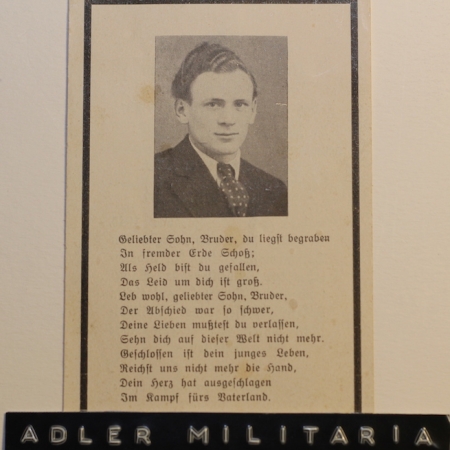 Geliebter Sohn, Bruder, du liegst begraben
In fremder Erde Schoß;
Als Held bist du gefallen,
Das Leid um dich ist groß.
Leb wohl, geliebter Sohn, Bruder,
Der Abschied war so schwer,
Deine Lieben mußtest du verlassen,
Sehn dich auf dieser Welt nicht mehr.
Geschlossen ist dein junges Leben,
Reichst uns nicht mehr die Hand,
Dein Herz hat ausgeschlagen
Im Kampf fürs Vaterland.
ADLER MILITARIA